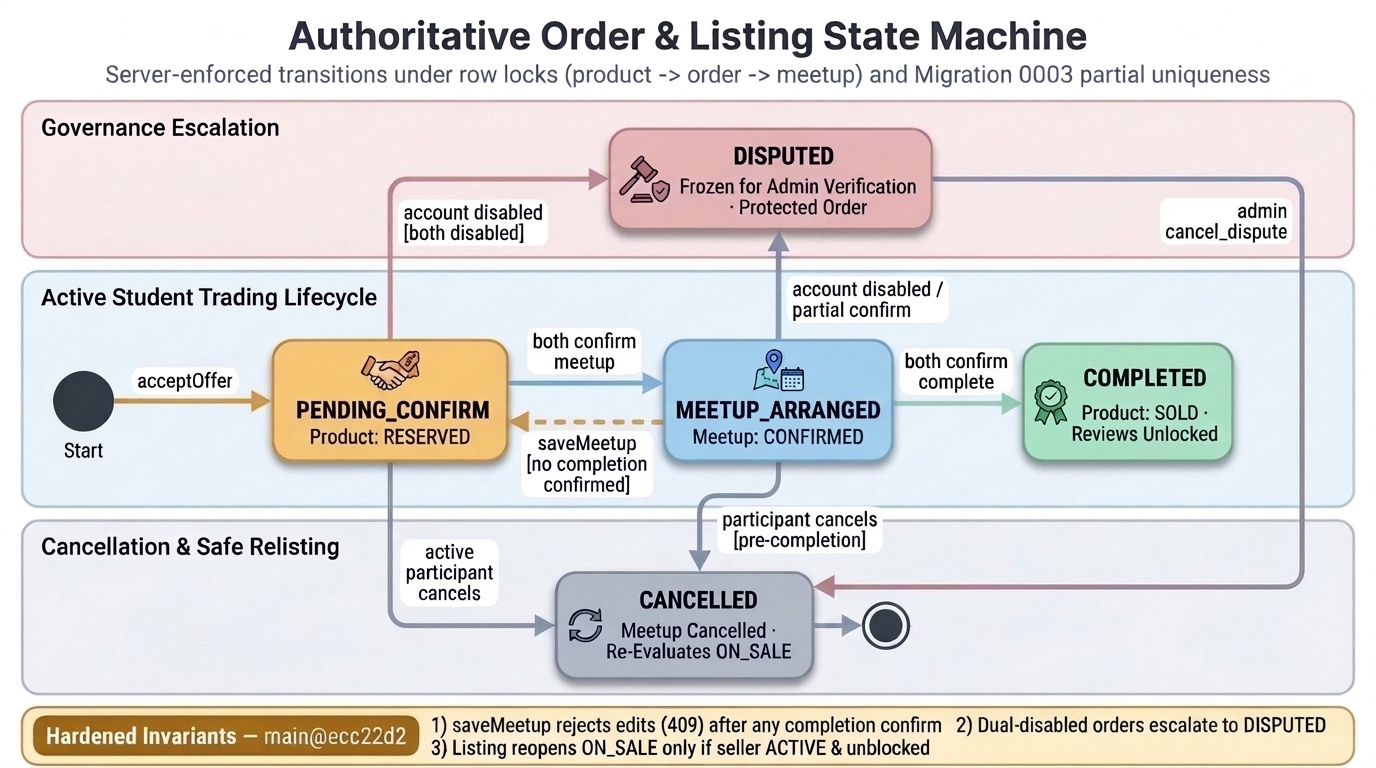 Authoritative Order & Listing State Machine
Server-enforced transitions under row locks (product -> order -> meetup) and Migration 0003 partial uniqueness
Governance Escalation
DISPUTED
Frozen for Admin Verification
· Protected Order
account disabled
[both disabled]
admin
cancel_dispute
Active Student Trading Lifecycle
account disabled /
partial confirm
Start
acceptOffer
PENDING_CONFIRM
Product: RESERVED
both confirm
meetup
saveMeetup
[no completion
confirmed]
MEETUP_ARRANGED
Meetup: CONFIRMED
both confirm
complete
COMPLETED
Product: SOLD ·
Reviews Unlocked
Cancellation & Safe Relisting
active
participant
cancels
participant cancels
[pre-completion]
CANCELLED
Meetup Cancelled ·
Re-Evaluates ON_SALE
Hardened Invariants — main@ecc22d2
1) saveMeetup rejects edits (409) after any completion confirm 2) Dual-disabled orders escalate to DISPUTED
3) Listing reopens ON_SALE only if seller ACTIVE & unblocked